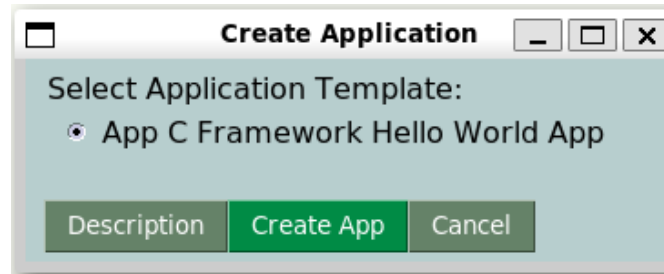 Create Application
Select Application Template:
App C Framework Hello World App
Description Create App Cancel